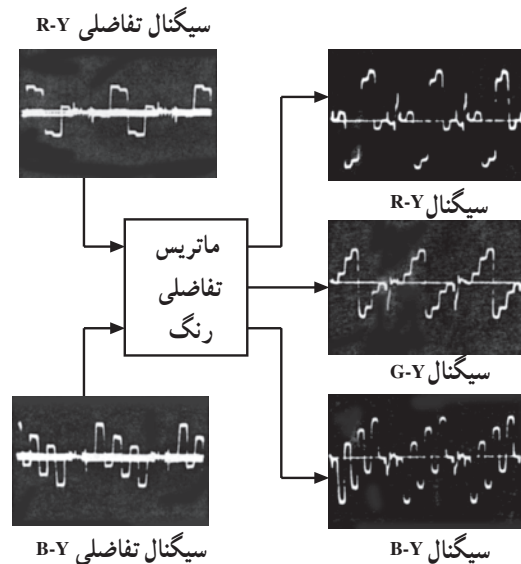 سیگنال تفاضلی R-Y
سیگنال R-Y
ماتریس
تفاضلی
رنگ
سیگنال G-Y
سیگنال تفاضلی B-Y
سیگنال B-Y